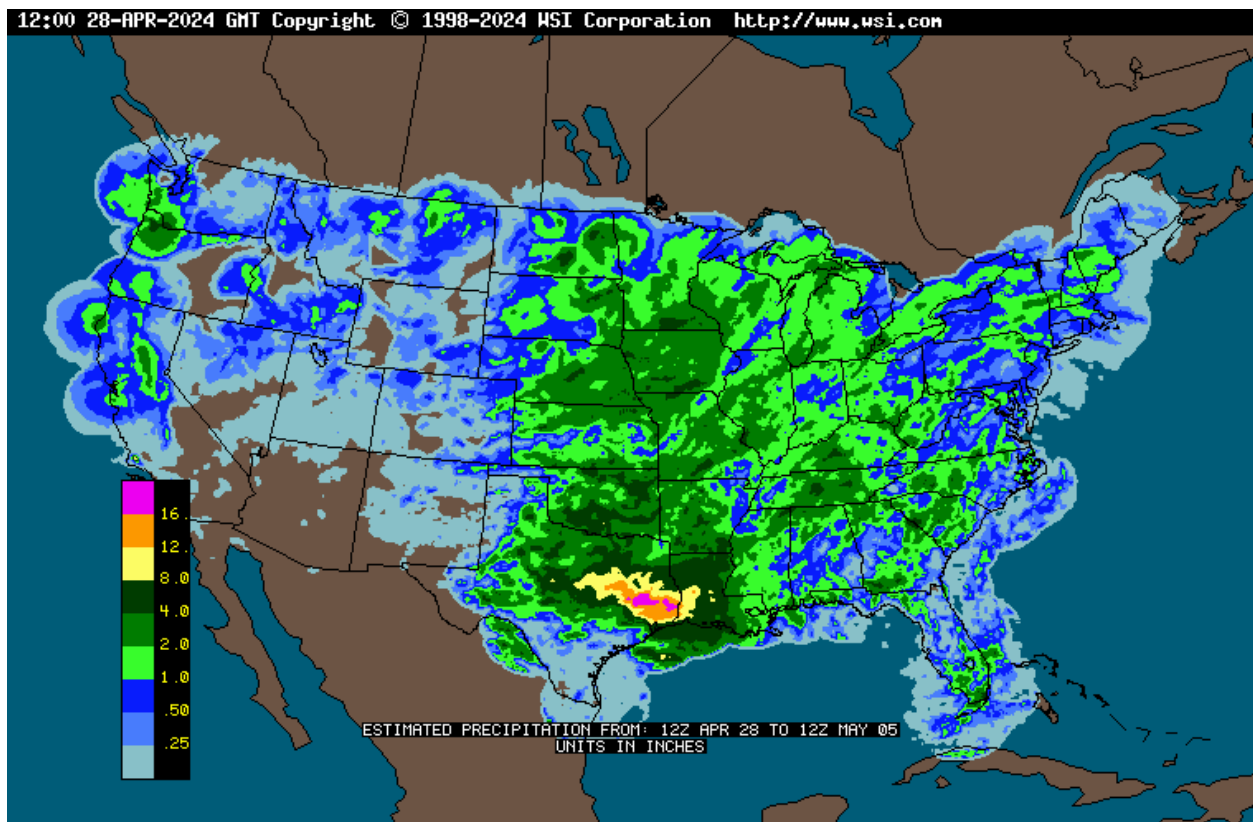 12:00 28-APR-2024 GMT Copyright © 1998-2024 WSI Corporation http://www.wsi.com
16
12.
8.0
4.0
2.0
1.0
.50
.25
ESTIMATED PRECIPITATION FROM: 12Z APR 28 TO 12Z MAY 05
UNITS IN INCHES